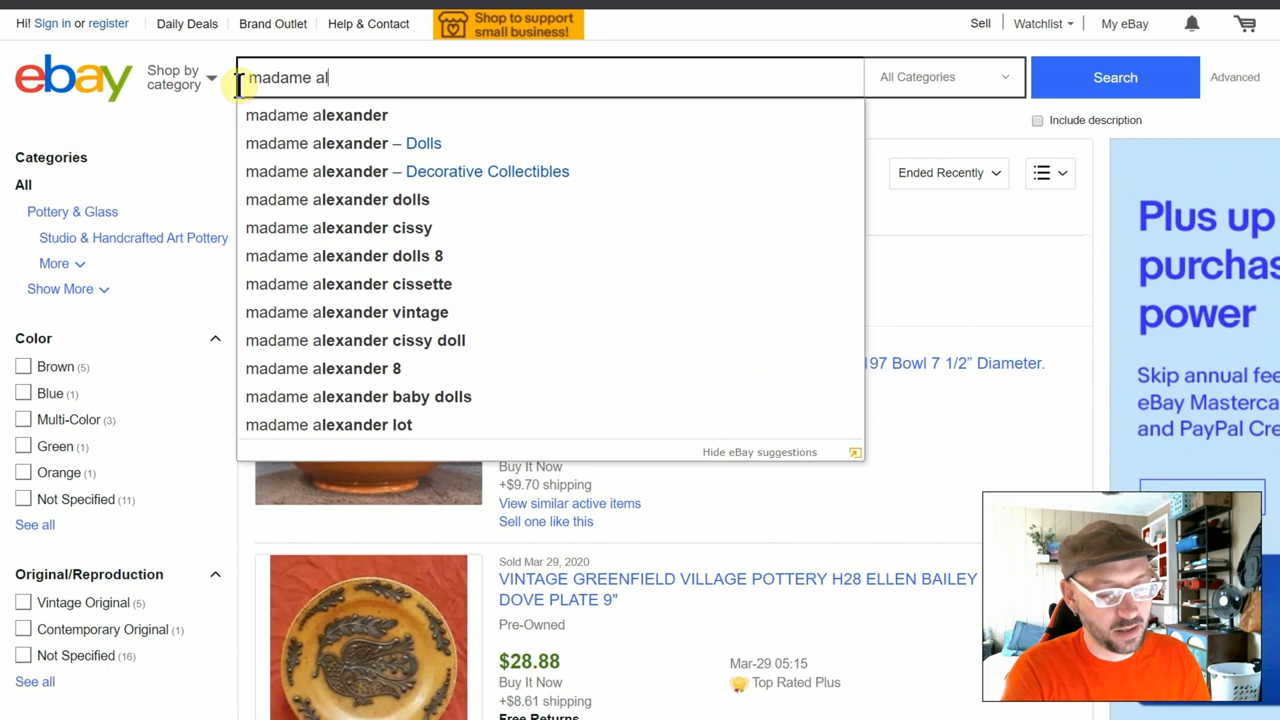 Hi! Sign in or register
Daily Deals
Brand Outlet
Help & Contact
Shop to support
small business!
Sell
Watchlist
My eBay
ebay
Shop by
category
madame al
All Categories
Search
Advanced
Include description
madame alexander
madame alexander – Dolls
madame alexander – Decorative Collectibles
madame alexander dolls
madame alexander cissy
madame alexander dolls 8
madame alexander cissette
madame alexander vintage
madame alexander cissy doll
madame alexander 8
madame alexander baby dolls
madame alexander lot
Hide eBay suggestions
Categories
All
Pottery & Glass
Studio & Handcrafted Art Pottery
More
Show More
Color
Brown (5)
Blue (1)
Multi-Color (3)
Green (1)
Orange (1)
Not Specified (11)
See all
Original/Reproduction
Vintage Original (5)
Contemporary Original (1)
Not Specified (16)
See all
Ended Recently
197 Bowl 7 1/2” Diameter.
Buy It Now
+$9.70 shipping
View similar active items
Sell one like this
Sold Mar 29, 2020
VINTAGE GREENFIELD VILLAGE POTTERY H28 ELLEN BAILEY
DOVE PLATE 9"
Pre-Owned
$28.88
Buy It Now
+$8.61 shipping
Free Returns
Mar-29 05:15
Top Rated Plus
Plus up
purchas
power
Skip annual fee
eBay Mastercа
and PayPal Cre